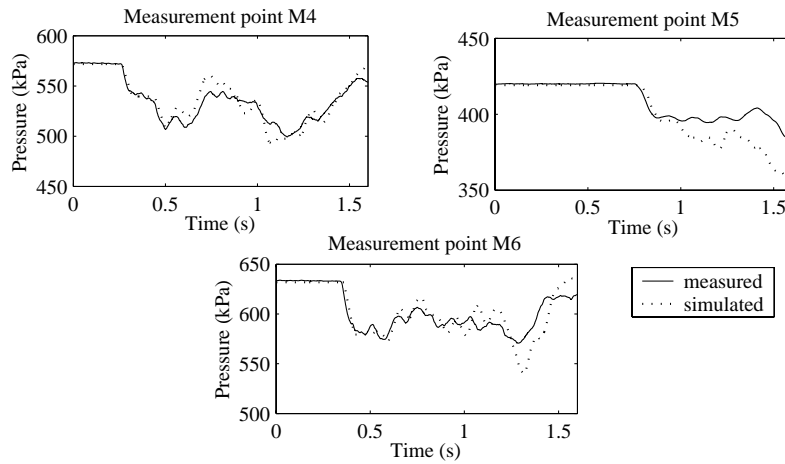 Measurement point M4
600
550
500
450
Pressure (kPa)
0 0.5 1 1.5
Time (s)
Measurement point M5
450
400
350
Pressure (kPa)
0 0.5 1 1.5
Time (s)
Measurement point M6
650
600
550
500
Pressure (kPa)
0 0.5 1 1.5
Time (s)
measured
simulated